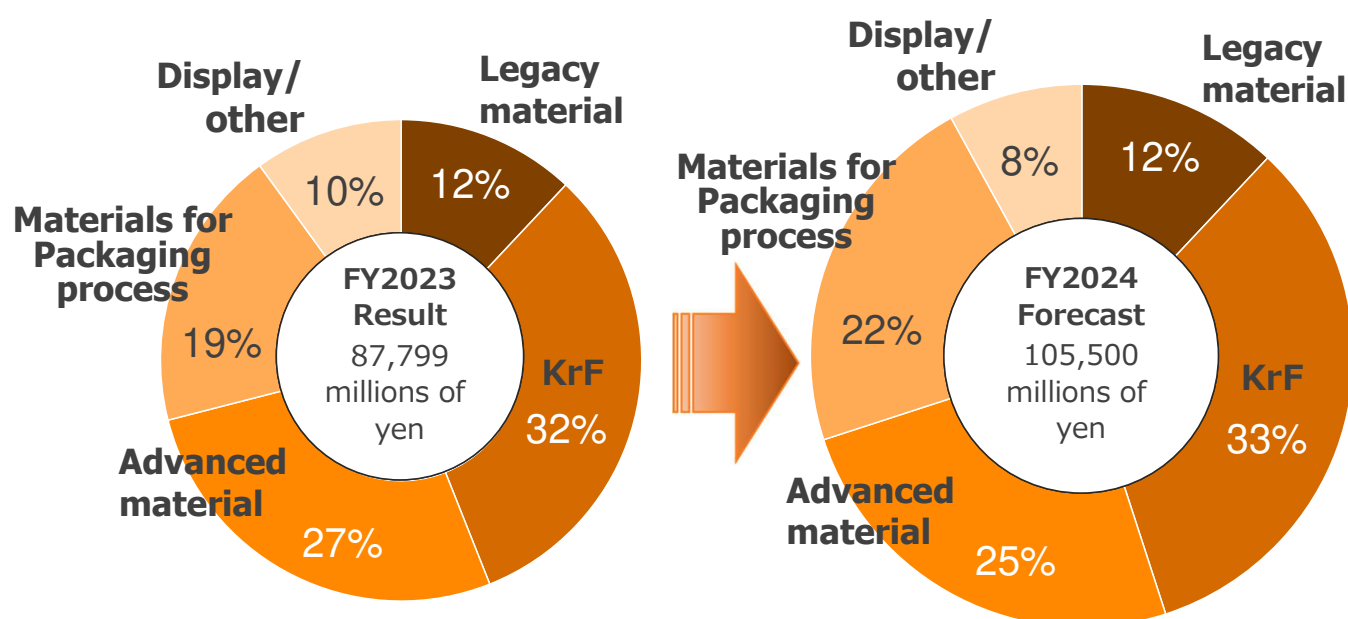 Display/
other
Legacy
material
10%
12%
Materials for
Packaging
process
19%
FY2023
Result
87,799
millions of
yen
KrF
32%
Advanced
material
27%
Display/
other
Legacy
material
8%
12%
Materials for
Packaging
process
22%
FY2024
Forecast
105,500
millions of
yen
KrF
33%
Advanced
material
25%